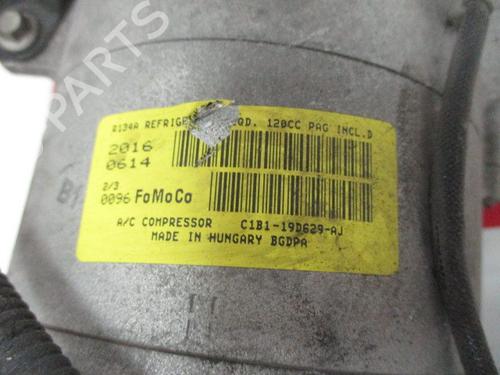 R134A REFRIGE QD. 120CC PAG INCL.D
2016
0614
2/3
0096 FoMoCo
A/C COMPRESSOR C1B1-19D629-AJ
MADE IN HUNGARY BGDPA
B-Parts